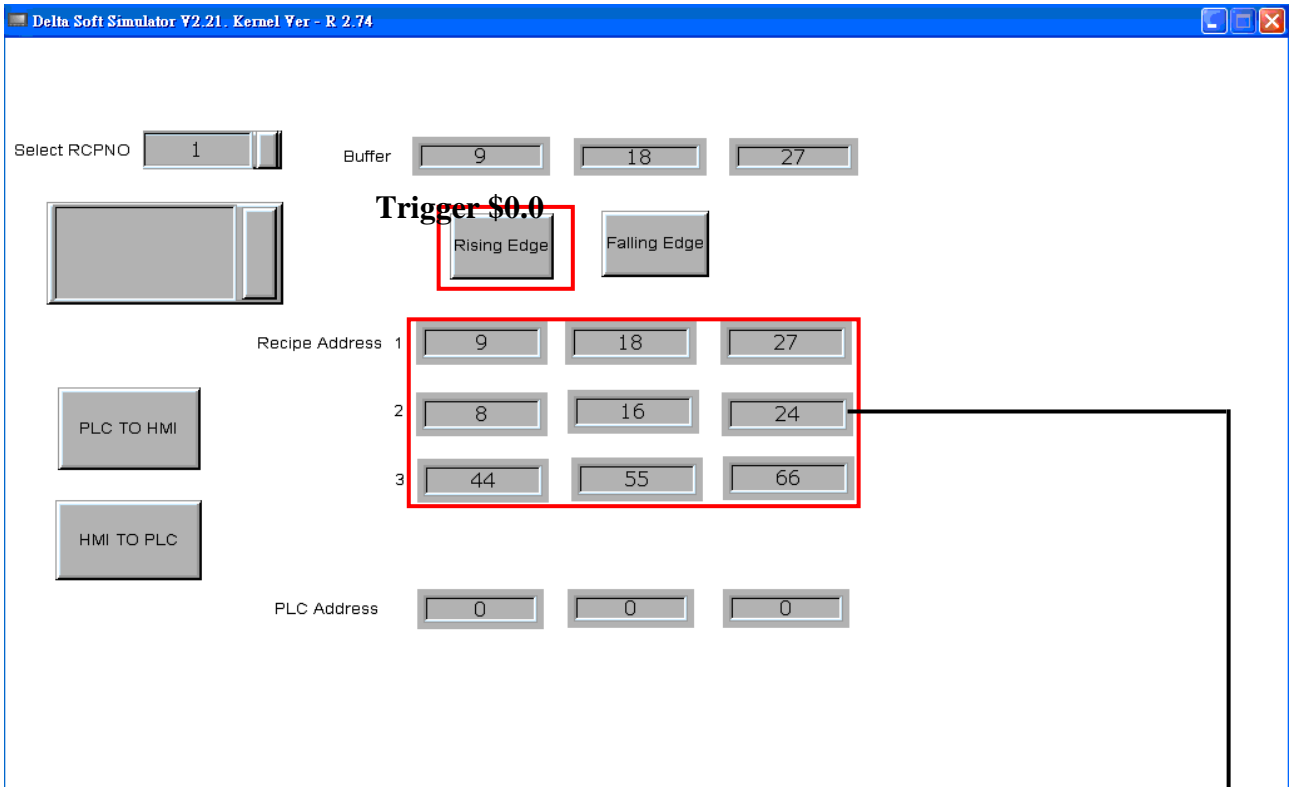 Delta Soft Simulator V2.21. Kernel Ver - R 2.74
Select RCPNO 1 Buffer 9 18 27
Trigger $0.0
Rising Edge Falling Edge
Recipe Address 1 9 18 27
2 8 16 24
PLC TO HMI
3 44 55 66
HMI TO PLC
PLC Address 0 0 0